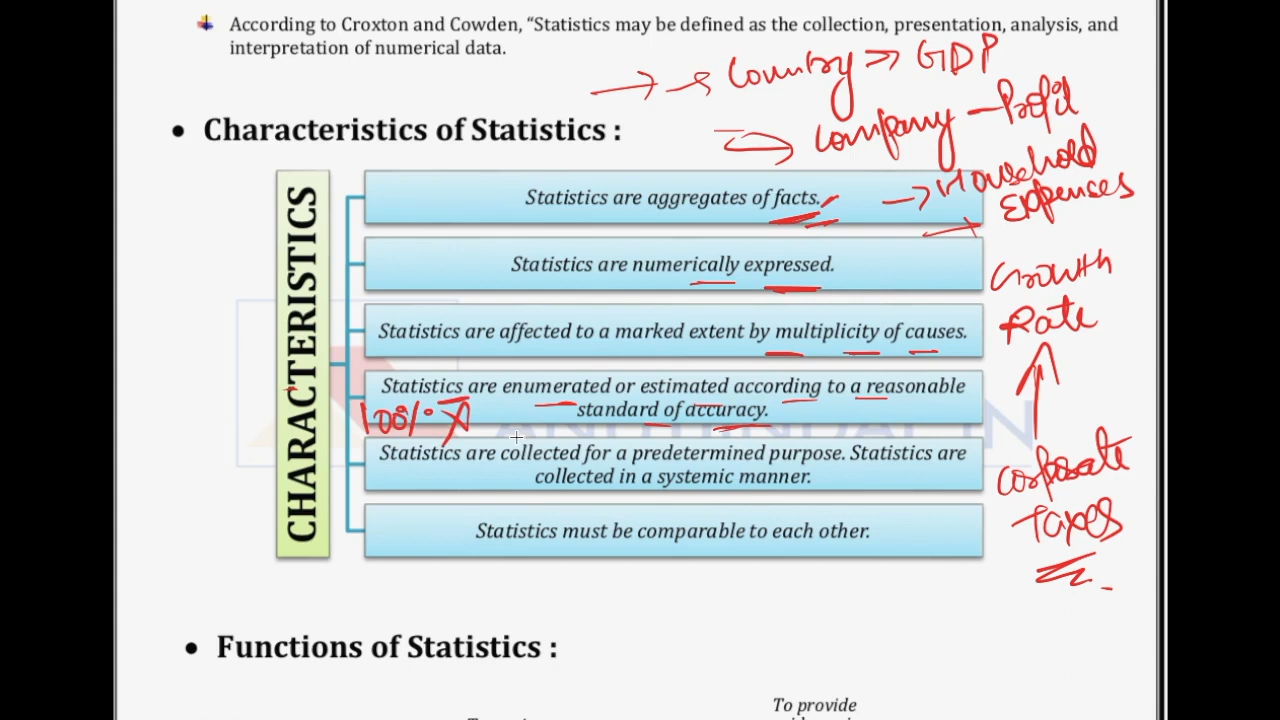 According to Croxton and Cowden, “Statistics may be defined as the collection, presentation, analysis, and
interpretation of numerical data.
Country => GDP
• Characteristics of Statistics :
Company - Profit
CHARACTERISTICS
Statistics are aggregates of facts.
Household
Expenses
Statistics are numerically expressed.
Growth
Rate
Statistics are affected to a marked extent by multiplicity of causes.
Statistics are enumerated or estimated according to a reasonable
standard of accuracy.
100%
Statistics are collected for a predetermined purpose. Statistics are
collected in a systemic manner.
Corporate
Taxes
Statistics must be comparable to each other.
• Functions of Statistics :
To provide